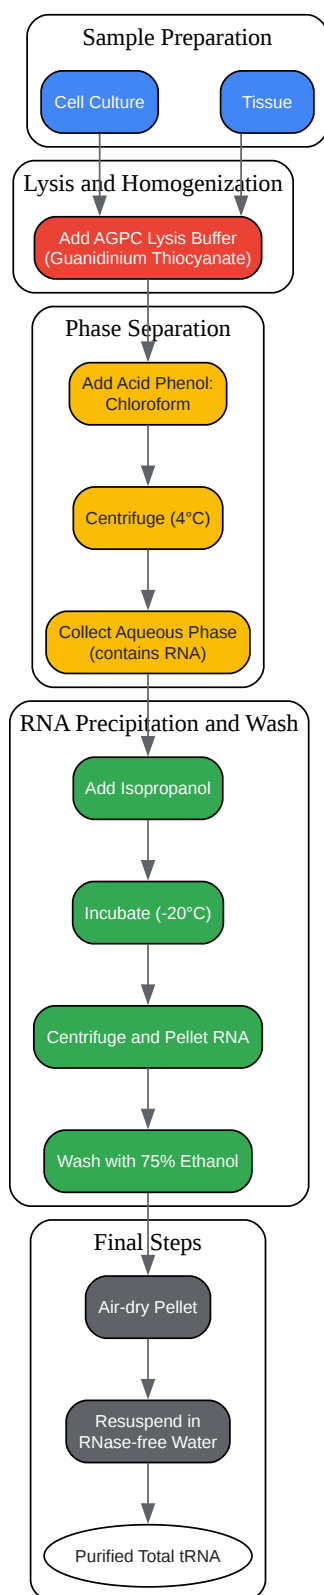 Sample Preparation
Cell Culture
Tissue
Lysis and Homogenization
Add AGPC Lysis Buffer
(Guanidinium Thiocyanate)
Phase Separation
Add Acid Phenol:
Chloroform
Centrifuge (4°C)
Collect Aqueous Phase
(contains RNA)
RNA Precipitation and Wash
Add Isopropanol
Incubate (-20°C)
Centrifuge and Pellet RNA
Wash with 75% Ethanol
Final Steps
Air-dry Pellet
Resuspend in
RNase-free Water
Purified Total tRNA